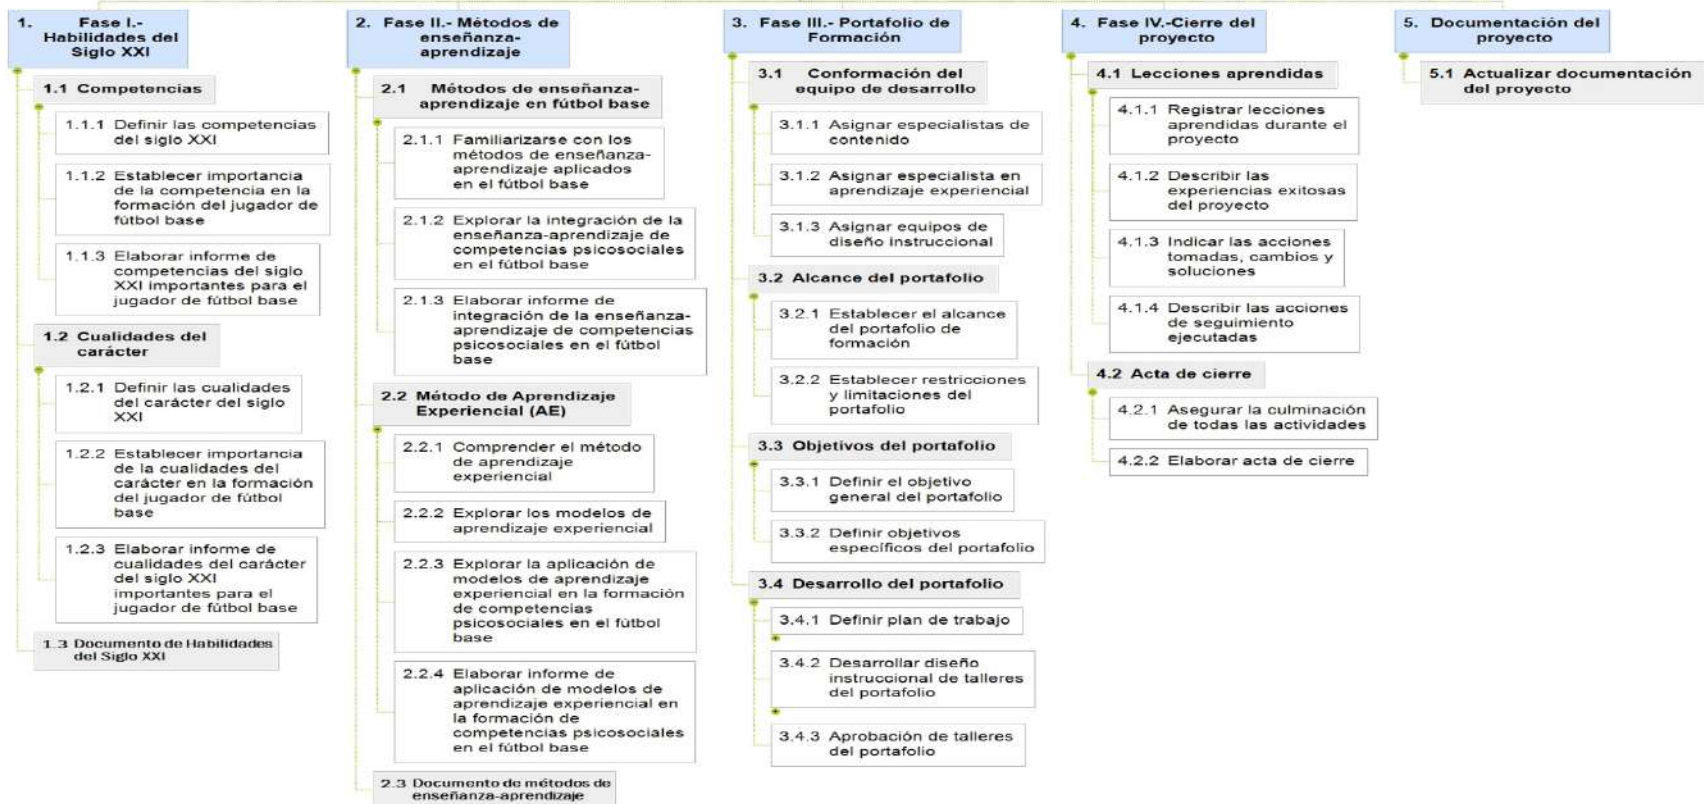 1. Fase I.-
Habilidades del
Siglo XXI
1.1 Competencias
1.1.1 Definir las competencias
del siglo XXI
1.1.2 Establecer importancia
de la competencia en la
formación del jugador de
fútbol base
1.1.3 Elaborar informe de
competencias del siglo
XXI importantes para el
jugador de fútbol base
1.2 Cualidades del
carácter
1.2.1 Definir las cualidades
del carácter del siglo
XXI
1.2.2 Establecer importancia
de la cualidades del
carácter en la formación
del jugador de fútbol
base
1.2.3 Elaborar informe de
cualidades del carácter
del siglo XXI
importantes para el
jugador de fútbol base
1.3 Documento de Habilidades
del Siglo XXI
2. Fase II.- Métodos de
enseñanza-
aprendizaje
2.1 Métodos de enseñanza-
aprendizaje en fútbol base
2.1.1 Familiarizarse con los
métodos de enseñanza-
aprendizaje aplicados
en el fútbol base
2.1.2 Explorar la integración de la
enseñanza-aprendizaje de
competencias psicosociales
en el fútbol base
2.1.3 Elaborar informe de
integración de la enseñanza-
aprendizaje de competencias
psicosociales en el fútbol
base
2.2 Método de Aprendizaje
Experiencial (AE)
2.2.1 Comprender el método
de aprendizaje
experiencial
2.2.2 Explorar los modelos de
aprendizaje experiencial
2.2.3 Explorar la aplicación de
modelos de aprendizaje
experiencial en la formación
de competencias
psicosociales en el fútbol
base
2.2.4 Elaborar informe de
aplicación de modelos de
aprendizaje experiencial en
la formación de
competencias psicosociales
en el fútbol base
2.3 Documento de métodos de
enseñanza-aprendizaje
3. Fase III.- Portafolio de
Formación
3.1 Conformación del
equipo de desarrollo
3.1.1 Asignar especialistas de
contenido
3.1.2 Asignar especialista en
aprendizaje experiencial
3.1.3 Asignar equipos de
diseño instruccional
3.2 Alcance del portafolio
3.2.1 Establecer el alcance
del portafolio de
formación
3.2.2 Establecer restricciones
y limitaciones del
portafolio
3.3 Objetivos del portafolio
3.3.1 Definir el objetivo
general del portafolio
3.3.2 Definir objetivos
específicos del portafolio
3.4 Desarrollo del portafolio
3.4.1 Definir plan de trabajo
3.4.2 Desarrollar diseño
instruccional de talleres
del portafolio
3.4.3 Aprobación de talleres
del portafolio
4. Fase IV.-Cierre del
proyecto
4.1 Lecciones aprendidas
4.1.1 Registrar lecciones
aprendidas durante el
proyecto
4.1.2 Describir las
experiencias exitosas
del proyecto
4.1.3 Indicar las acciones
tomadas, cambios y
soluciones
4.1.4 Describir las acciones
de seguimiento
ejecutadas
4.2 Acta de cierre
4.2.1 Asegurar la culminación
de todas las actividades
4.2.2 Elaborar acta de cierre
5. Documentación del
proyecto
5.1 Actualizar documentación
del proyecto